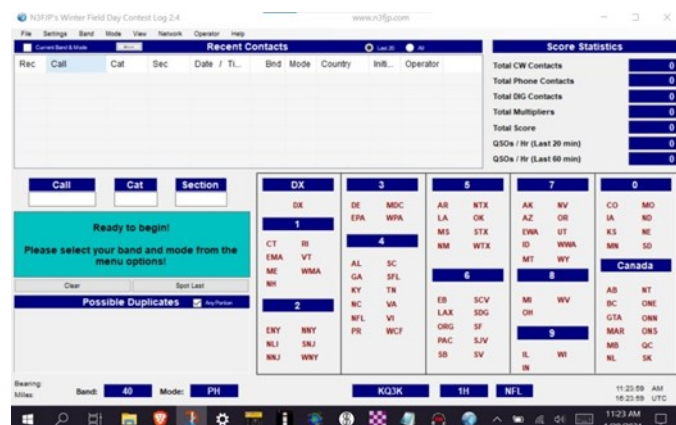 N3FJP's Winter Field Day Contest Log 2.4 www.n3fjp.com
File Settings Band Mode View Network Operator Help
Current Band & Mode Recent Contacts Last 20 All Score Statistics
Rec Call Cat Sec Date / Ti... Bnd Mode Country Initi... Operator
Total CW Contacts 0
Total Phone Contacts 0
Total DIG Contacts 0
Total Multipliers 0
Total Score 0
QSOs / Hr (Last 20 min) 0
QSOs / Hr (Last 60 min) 0
Call Cat Section
Ready to begin!
Please select your band and mode from the
menu options!
Clear Spot Last
Possible Duplicates Any Portion
DX
DX
1
CT RI
EMA VT
ME WMA
NH
2
ENY NNY
NLI SNJ
NNJ WNY
3
DE MDC
EPA WPA
4
AL SC
GA SFL
KY TN
NC VA
NFL VI
PR WCF
5
AR NTX
LA OK
MS STX
NM WTX
6
EB SCV
LAX SDG
ORG SF
PAC SJV
SB SV
7
AK NV
AZ OR
EWA UT
ID WWA
MT WY
8
MI WV
OH
9
IL WI
IN
0
CO MO
IA ND
KS NE
MN SD
Canada
AB NT
BC ONE
GTA ONN
MAR ONS
MB QC
NL SK
Bearing:
Miles:
Band: 40 Mode: PH KQ3K 1H NFL
11:23:59 AM
16:23:59 UTC
11:23 AM